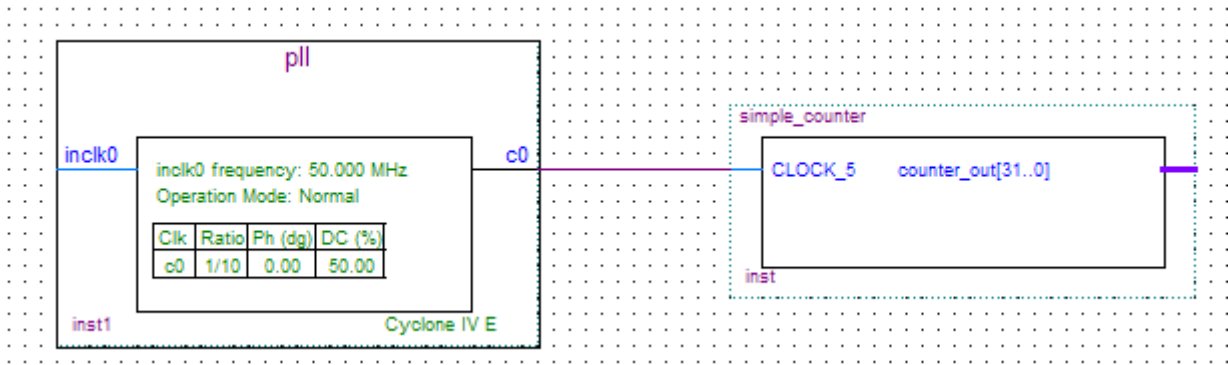 pll
inclk0
c0
inclk0 frequency: 50.000 MHz
Operation Mode: Normal
Clk Ratio Ph (dg) DC (%)
c0 1/10 0.00 50.00
inst1
Cyclone IV E
simple_counter
CLOCK_5 counter_out[31..0]
inst